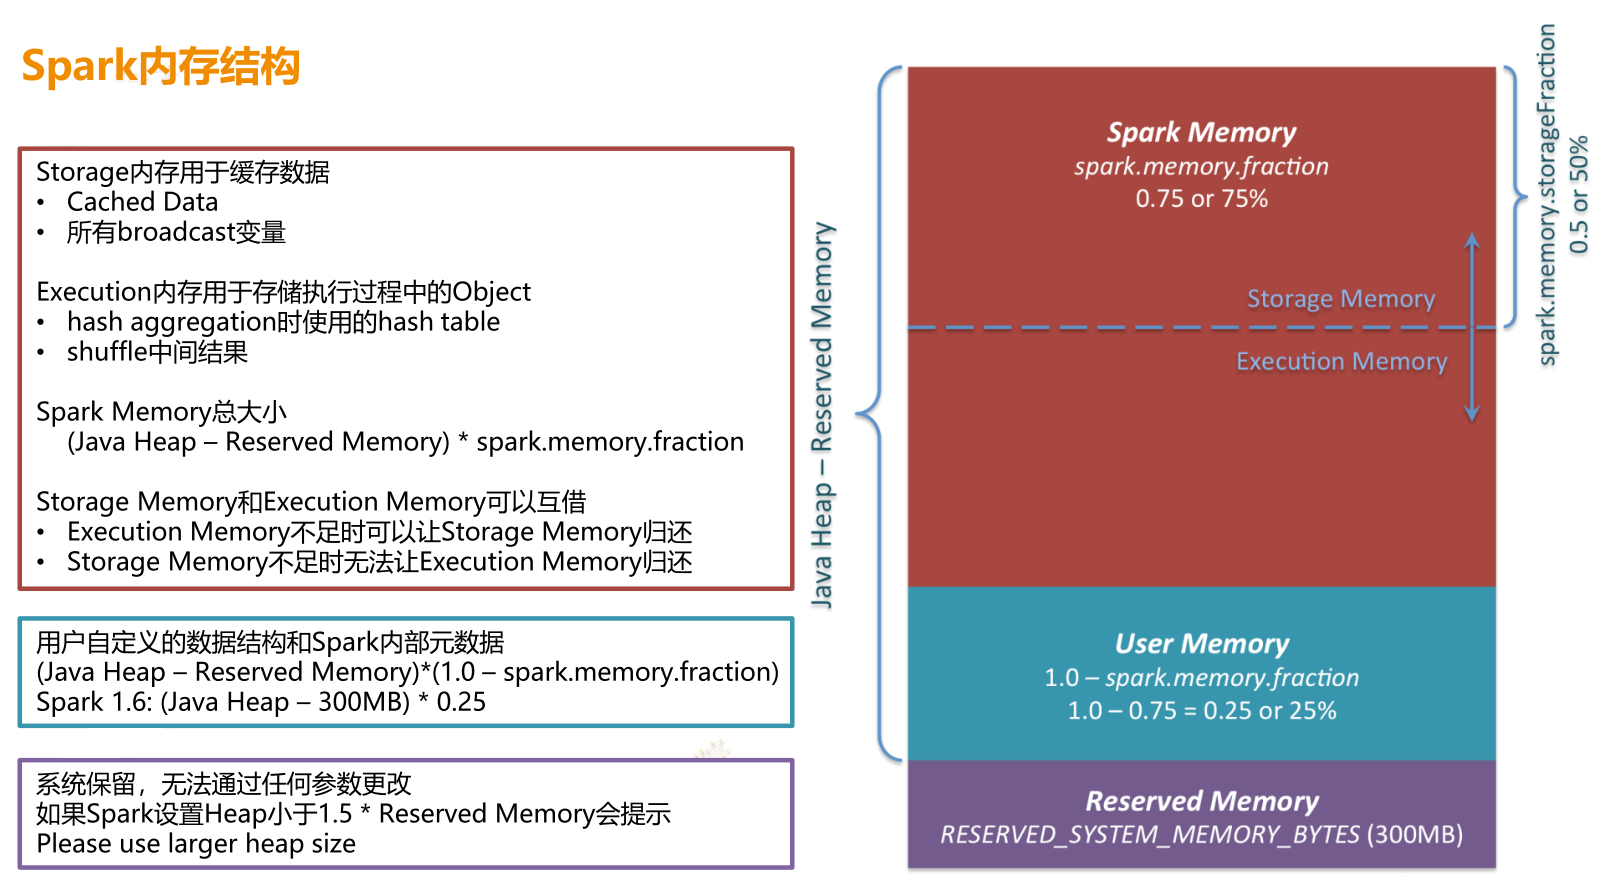 Spark内存结构
Storage内存用于缓存数据
• Cached Data
• 所有broadcast变量
Execution内存用于存储执行过程中的Object
• hash aggregation时使用的hash table
• shuffle中间结果
Spark Memory总大小
(Java Heap – Reserved Memory) * spark.memory.fraction
Storage Memory和Execution Memory可以互借
• Execution Memory不足时可以让Storage Memory归还
• Storage Memory不足时无法让Execution Memory归还
用户自定义的数据结构和Spark内部元数据
(Java Heap – Reserved Memory)*(1.0 – spark.memory.fraction)
Spark 1.6: (Java Heap – 300MB) * 0.25
系统保留，无法通过任何参数更改
如果Spark设置Heap小于1.5 * Reserved Memory会提示
Please use larger heap size
Java Heap – Reserved Memory
Spark Memory
spark.memory.fraction
0.75 or 75%
Storage Memory
Execution Memory
User Memory
1.0 – spark.memory.fraction
1.0 – 0.75 = 0.25 or 25%
Reserved Memory
RESERVED_SYSTEM_MEMORY_BYTES (300MB)
spark.memory.storageFraction
0.5 or 50%